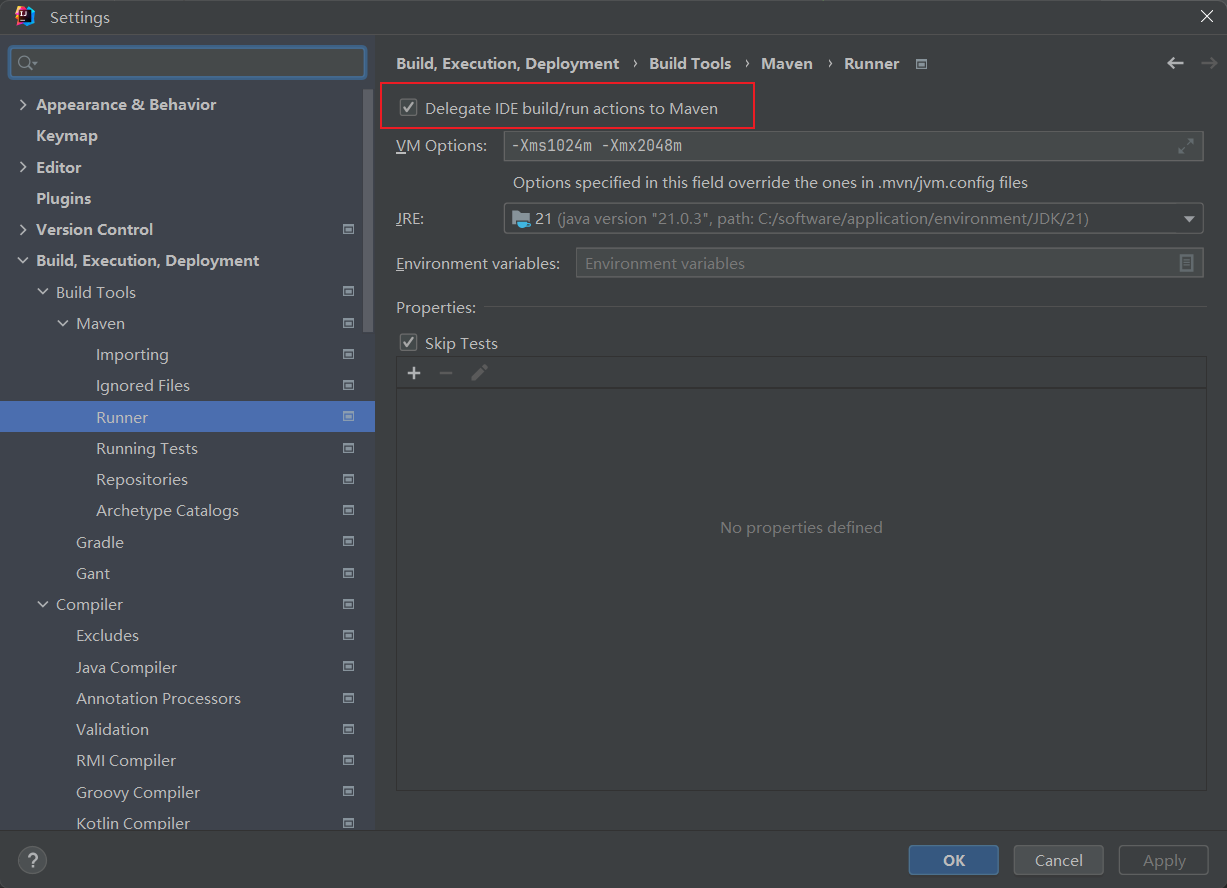 Settings
Appearance & Behavior
Keymap
Editor
Plugins
Version Control
Build, Execution, Deployment
Build Tools
Maven
Importing
Ignored Files
Runner
Running Tests
Repositories
Archetype Catalogs
Gradle
Gant
Compiler
Excludes
Java Compiler
Annotation Processors
Validation
RMI Compiler
Groovy Compiler
Kotlin Compiler
Build, Execution, Deployment › Build Tools › Maven › Runner
Delegate IDE build/run actions to Maven
VM Options: -Xms1024m -Xmx2048m
Options specified in this field override the ones in .mvn/jvm.config files
JRE: 21 (java version "21.0.3", path: C:/software/application/environment/JDK/21)
Environment variables: Environment variables
Properties:
Skip Tests
No properties defined
? OK Cancel Apply